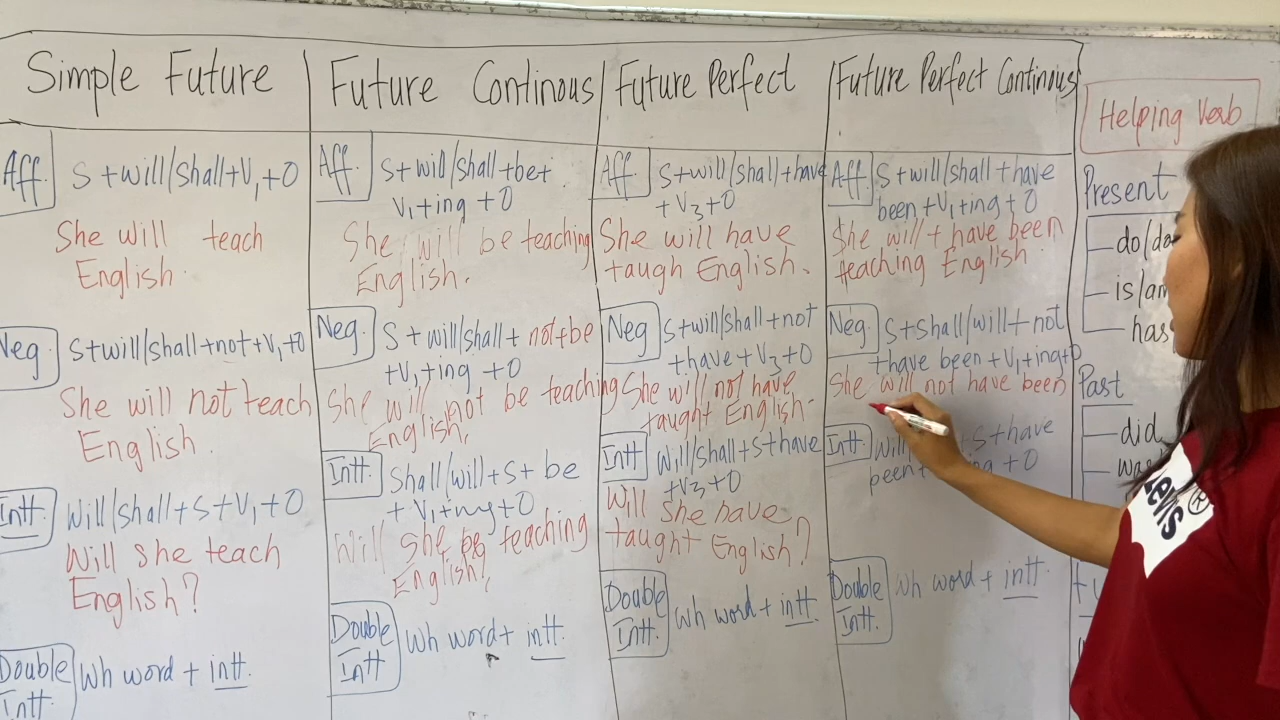 Simple Future
Aff.
S+will/shall+V1+O
She will teach
English.
Neg.
S+will/shall+not+V1+O
She will not teach
English.
Intt.
Will/shall+S+V1+O
Will she teach
English?
Double
Intt.
Wh word + intt.
Future Continous
Aff.
S+will/shall+be+
V1+ing+O
She will be teaching
English.
Neg.
S+will/shall+not+be
+V1+ing+O
She will not be teaching
English.
Intt.
Shall/will+S+be
+V1+ing+O
Will she be teaching
English?
Double
Intt
Wh word+ intt.
Future Perfect
Aff.
S+will/shall+have
+V3+O
She will have
taugh English.
Neg
S+will/shall+not
+have+V3+O
She will not have
taught English.
Intt
Will/shall+S+have
+V3+O
Will she have
taught English?
Double
Intt.
Wh word+intt.
Future Perfect Continous
Aff.
S+will/shall+have
been+V1+ing+O
She will+have been
teaching English.
Neg.
S+shall/will+not
+have been+V1+ing+O
She will not have been
Intt.
+S+have
+O
Double
Intt.
Wh word+intt.
Helping Verb
Present
do/do
is/am
has
Past
did
was
Levi's